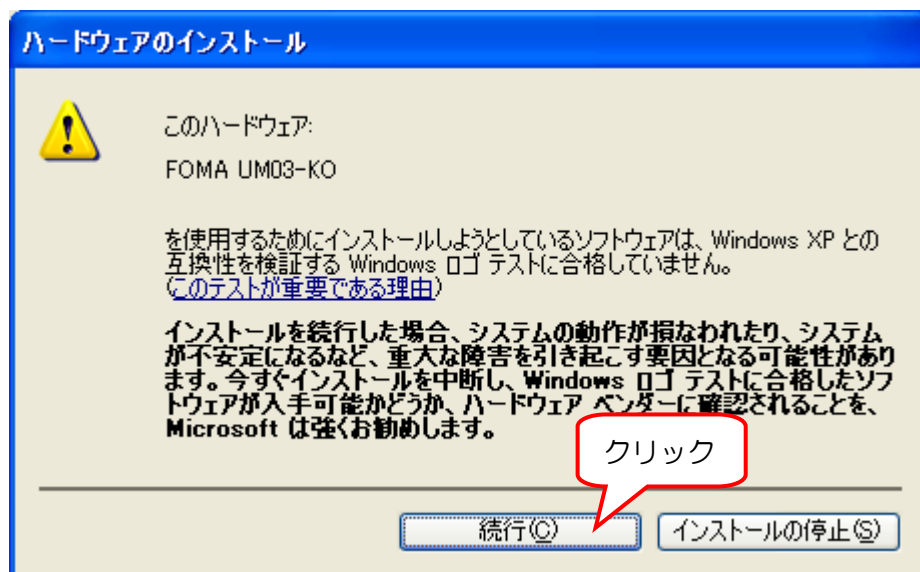 ハードウェアのインストール
このハードウェア:
FOMA UM03-KO
を使用するためにインストールしようとしているソフトウェアは、Windows XP との
互換性を検証する Windows ロゴ テストに合格していません。
(このテストが重要である理由)
インストールを続行した場合、システムの動作が損なわれたり、システム
が不安定になるなど、重大な障害を引き起こす要因となる可能性があり
ます。今すぐインストールを中断し、Windows ロゴ テストに合格したソフ
トウェアが入手可能かどうか、ハードウェア ベンダーに確認されることを、
Microsoft は強くお勧めします。
クリック
続行(C)
インストールの停止(S)